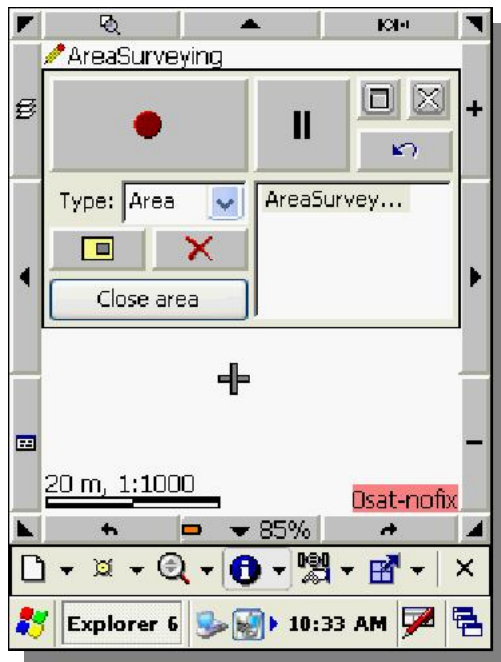 AreaSurveying
Type: Area
AreaSurvey...
Close area
20 m, 1:1000
0sat-nofix
85%
Explorer 6 10:33 AM